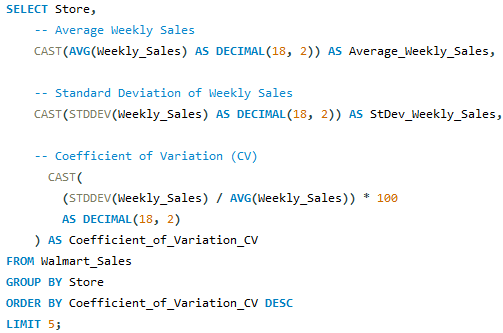 SELECT Store,
-- Average Weekly Sales
CAST(AVG(Weekly_Sales) AS DECIMAL(18, 2)) AS Average_Weekly_Sales,
-- Standard Deviation of Weekly Sales
CAST(STDDEV(Weekly_Sales) AS DECIMAL(18, 2)) AS StDev_Weekly_Sales,
-- Coefficient of Variation (CV)
CAST(
(STDDEV(Weekly_Sales) / AVG(Weekly_Sales)) * 100
AS DECIMAL(18, 2)
) AS Coefficient_of_Variation_CV
FROM Walmart_Sales
GROUP BY Store
ORDER BY Coefficient_of_Variation_CV DESC
LIMIT 5;